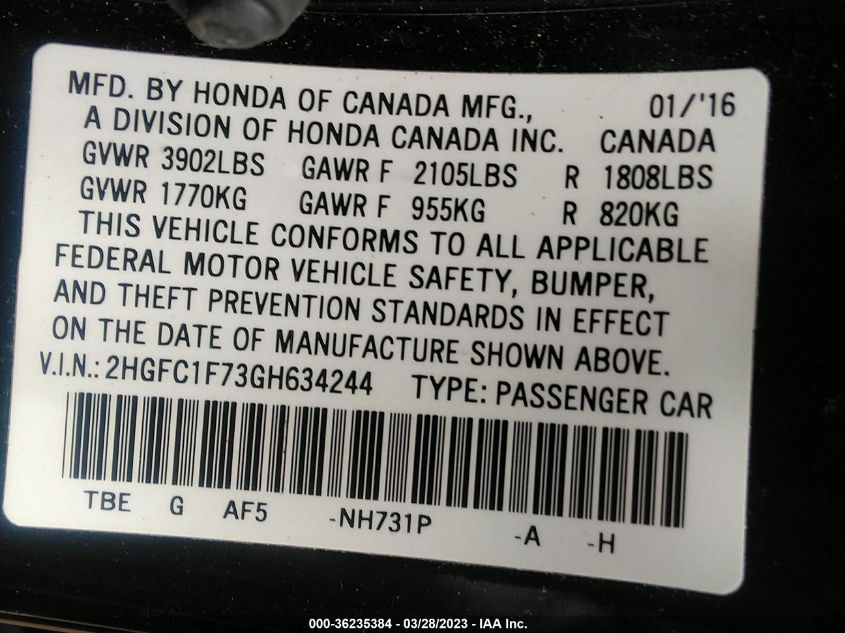 MFD. BY HONDA OF CANADA MFG., 01/'16
A DIVISION OF HONDA CANADA INC. CANADA
GVWR 3902LBS GAWR F 2105LBS R 1808LBS
GVWR 1770KG GAWR F 955KG R 820KG
THIS VEHICLE CONFORMS TO ALL APPLICABLE
FEDERAL MOTOR VEHICLE SAFETY, BUMPER,
AND THEFT PREVENTION STANDARDS IN EFFECT
ON THE DATE OF MANUFACTURE SHOWN ABOVE.
V.I.N.: 2HGFC1F73GH634244 TYPE: PASSENGER CAR
TBE G AF5 -NH731P -A -H
000-36235384 - 03/28/2023 - IAA Inc.